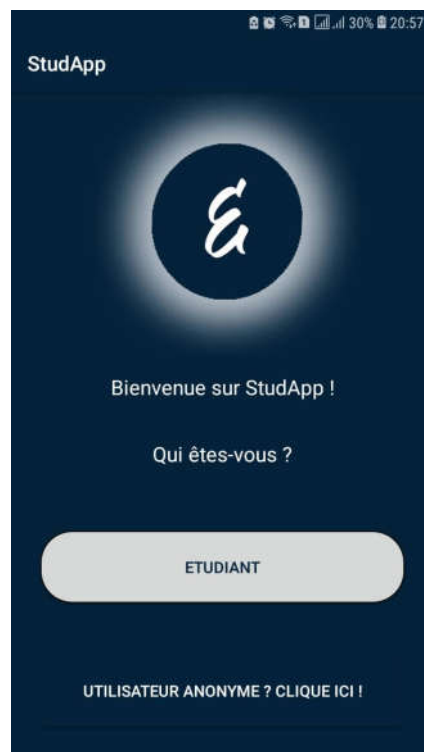 30% 20:57
StudApp
&
Bienvenue sur StudApp !
Qui êtes-vous ?
ETUDIANT
UTILISATEUR ANONYME ? CLIQUE ICI !